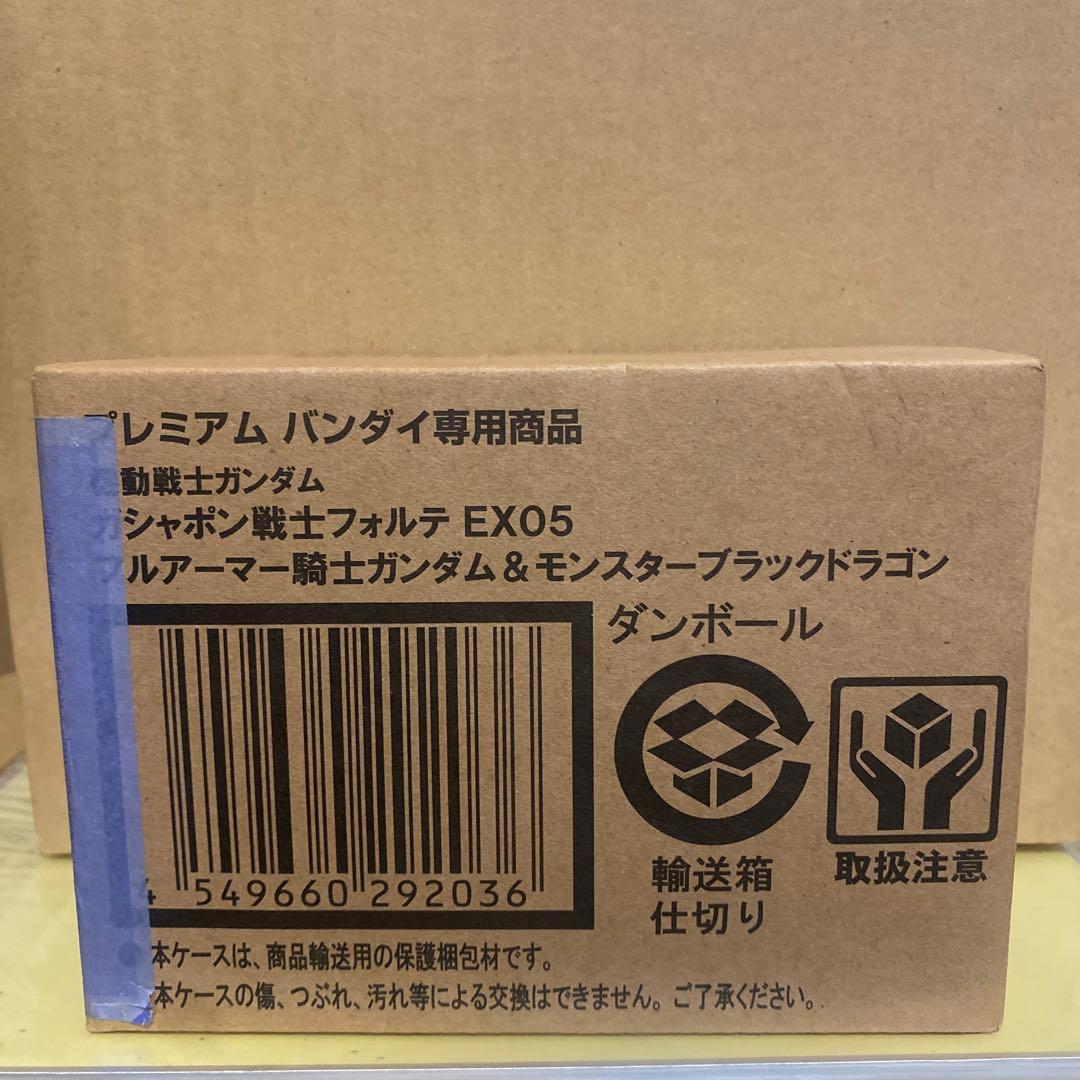 プレミアム バンダイ専用商品
機動戦士ガンダム
ガシャポン戦士フォルテ EX05
フルアーマー騎士ガンダム＆モンスターブラックドラゴン
ダンボール
4 549660 292036
輸送箱
仕切り
取扱注意
本ケースは、商品輸送用の保護梱包材です。
本ケースの傷、つぶれ、汚れ等による交換はできません。ご了承ください。